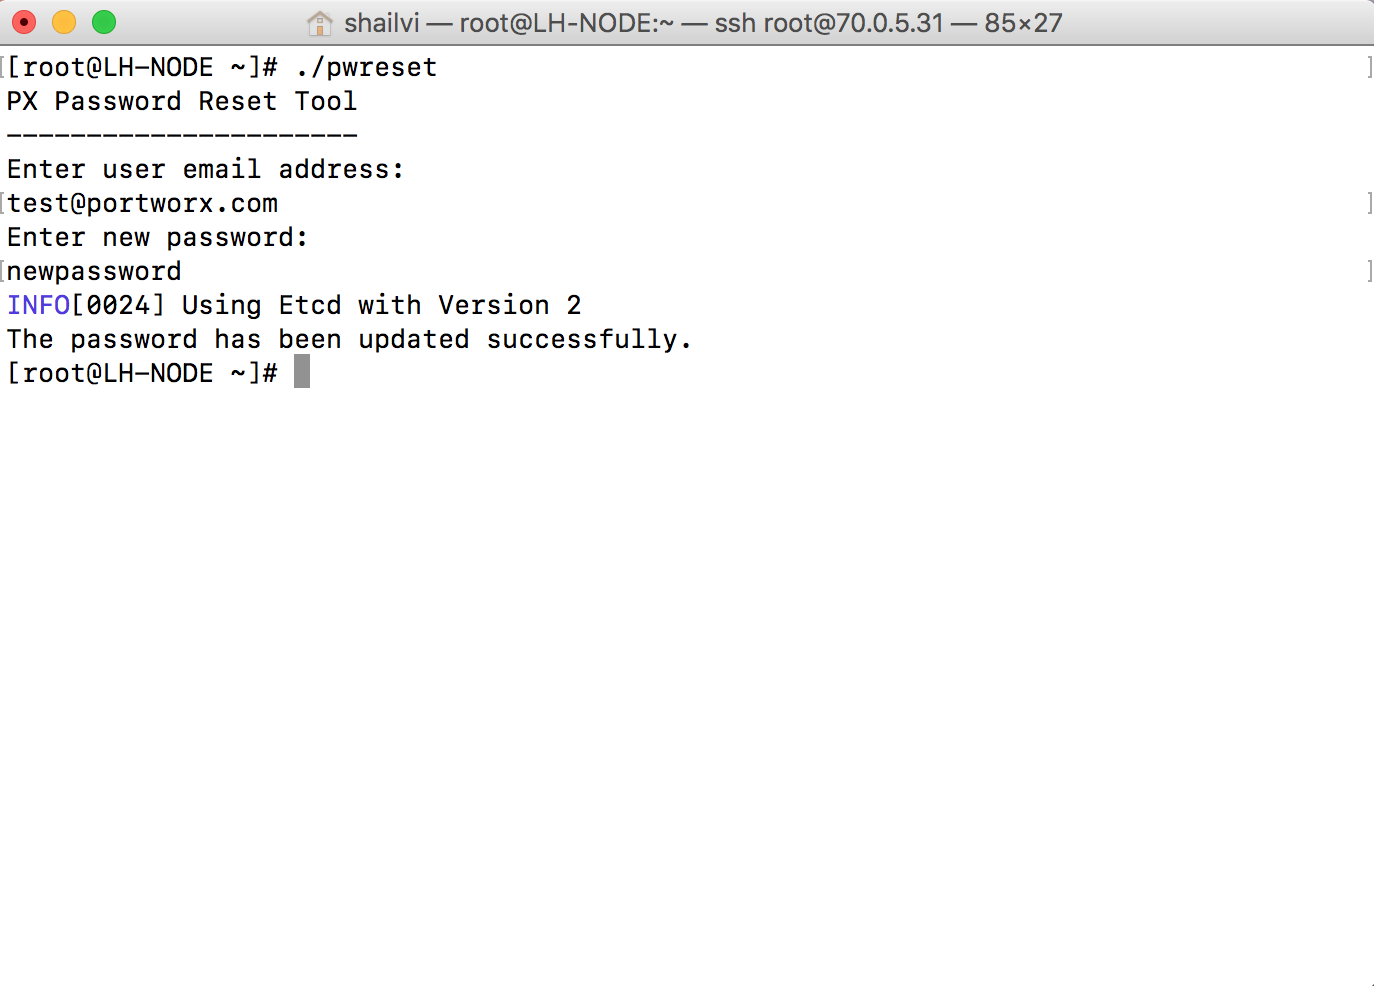 shailvi — root@LH-NODE:~ — ssh root@70.0.5.31 — 85×27
[root@LH-NODE ~]# ./pwreset
PX Password Reset Tool
----------------------
Enter user email address:
test@portworx.com
Enter new password:
newpassword
INFO[0024] Using Etcd with Version 2
The password has been updated successfully.
[root@LH-NODE ~]#